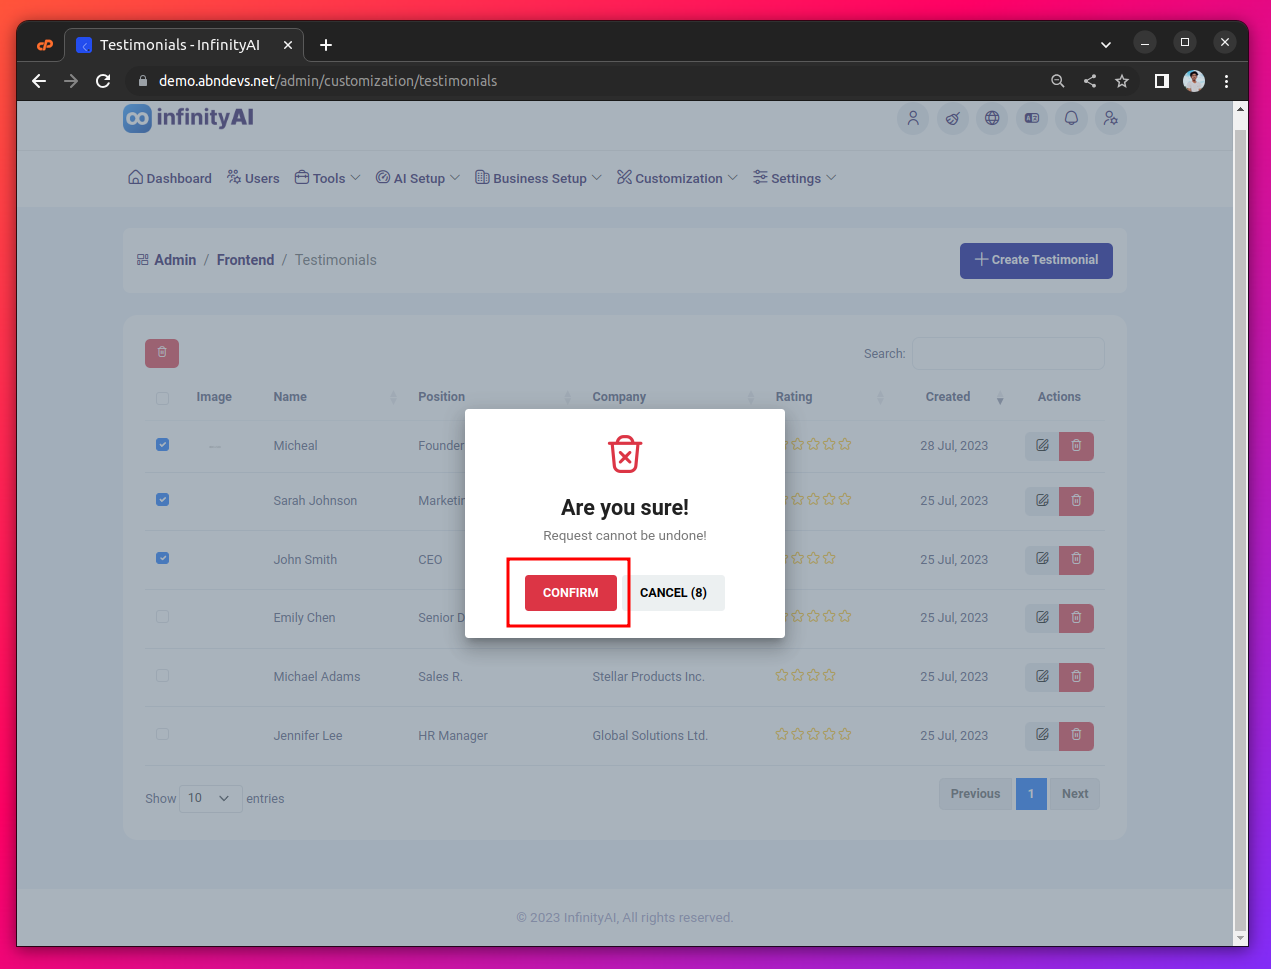 Testimonials - InfinityAI
demo.abndevs.net/admin/customization/testimonials
infinityAI
Dashboard Users Tools AI Setup Business Setup Customization Settings
Admin / Frontend / Testimonials
Create Testimonial
Search:
Image Name Position Company Rating Created Actions
Micheal Founder 28 Jul, 2023
Sarah Johnson 25 Jul, 2023
John Smith CEO 25 Jul, 2023
Emily Chen Senior 25 Jul, 2023
Michael Adams Sales R. Stellar Products Inc. 25 Jul, 2023
Jennifer Lee HR Manager Global Solutions Ltd. 25 Jul, 2023
Are you sure!
Request cannot be undone!
CONFIRM CANCEL (8)
Show 10 entries
Previous 1 Next
© 2023 InfinityAI, All rights reserved.